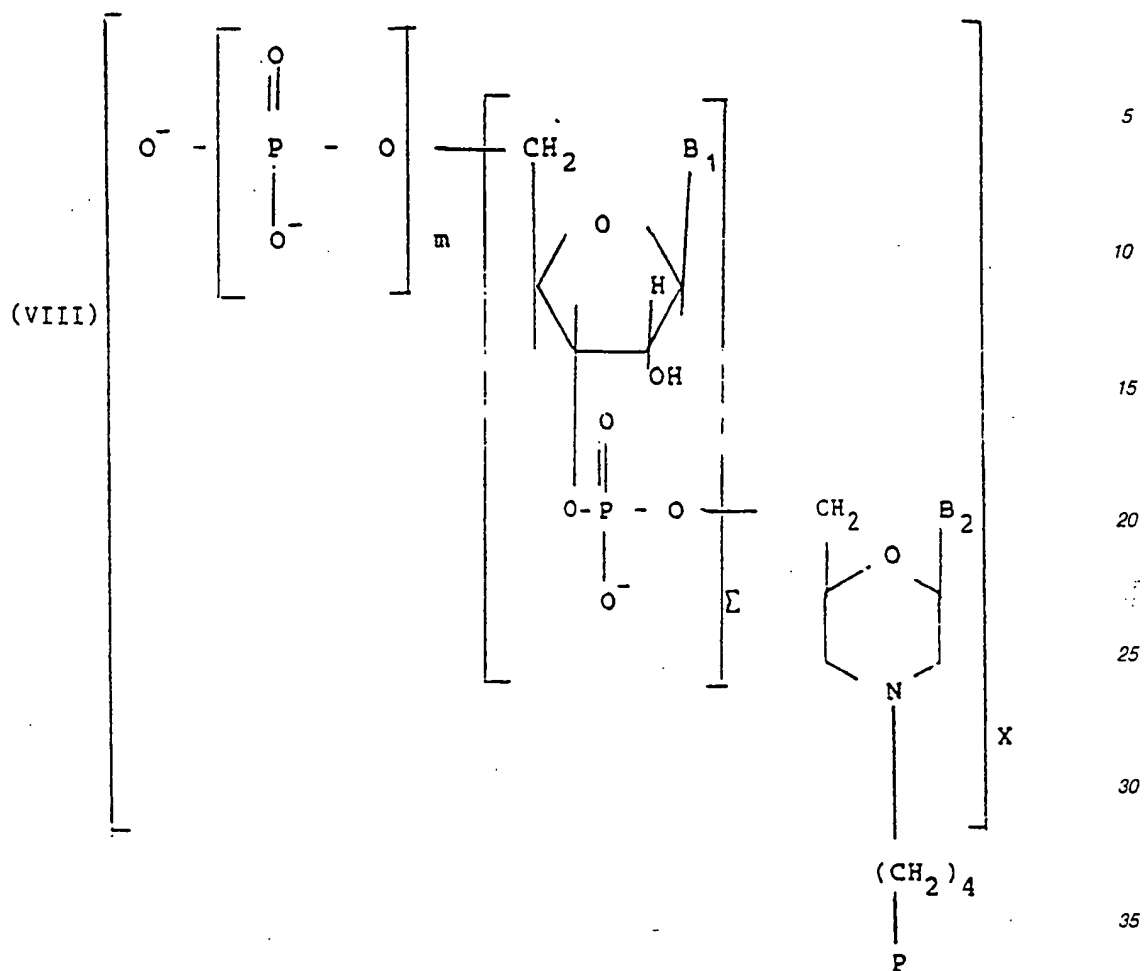 O
5
O⁻ - P - O CH₂ B₁
O⁻ m O
10
H
(VIII)
OH
15
O
O-P - O CH₂ B₂
20
O
O⁻ Σ
25
N
X
30
(CH₂)₄
35
P